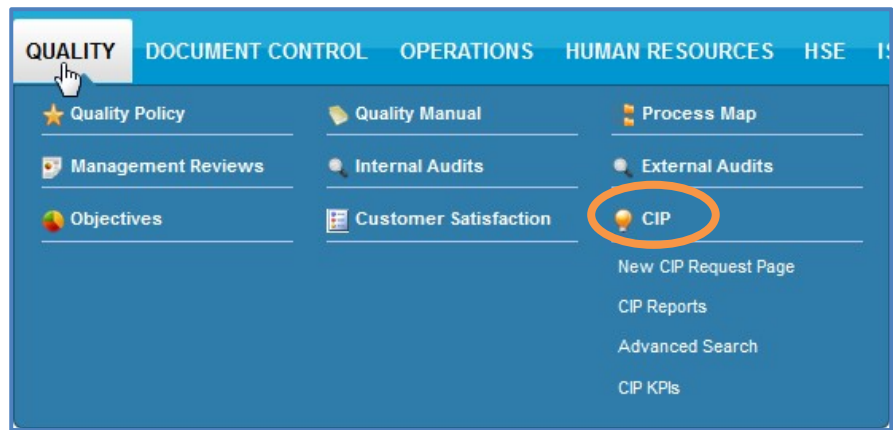 QUALITY DOCUMENT CONTROL OPERATIONS HUMAN RESOURCES HSE
Quality Policy Quality Manual Process Map
Management Reviews Internal Audits External Audits
Objectives Customer Satisfaction CIP
New CIP Request Page
CIP Reports
Advanced Search
CIP KPIs